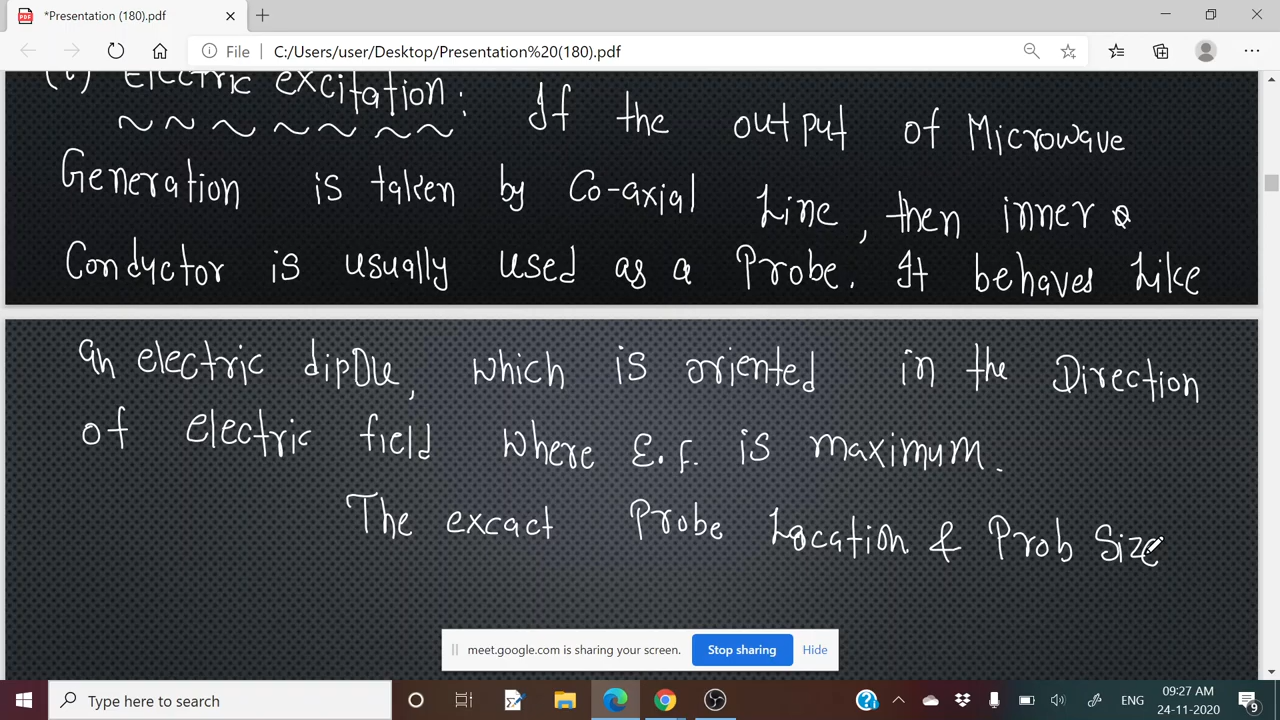 *Presentation (180).pdf
File C:/Users/user/Desktop/Presentation%20(180).pdf
(i) Electric excitation: If the output of Microwave
Generation is taken by Co-axial Line, then inner
Conductor is usually used as a Probe. It behaves Like
an electric dipole, which is oriented in the Direction
of electric field where E.f. is maximum.
The excact Probe Location & Prob Size
meet.google.com is sharing your screen. Stop sharing Hide
Type here to search
ENG
09:27 AM
24-11-2020
9